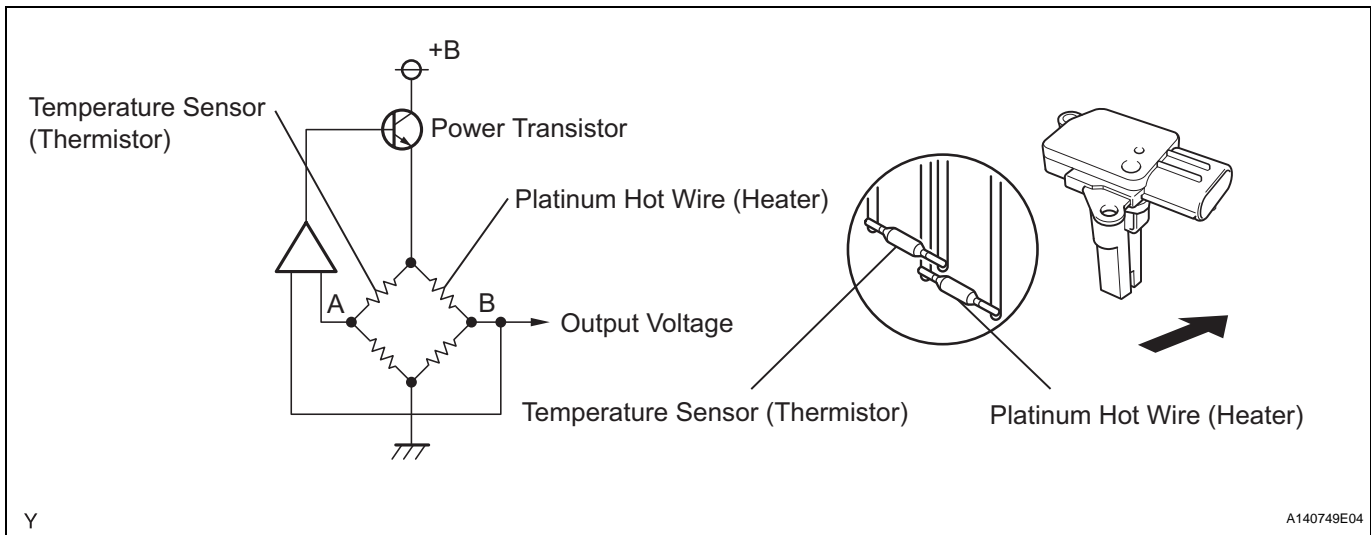 +B
Temperature Sensor
(Thermistor)
Power Transistor
Platinum Hot Wire (Heater)
A
B
Output Voltage
Temperature Sensor (Thermistor)
Platinum Hot Wire (Heater)
Y
A140749E04